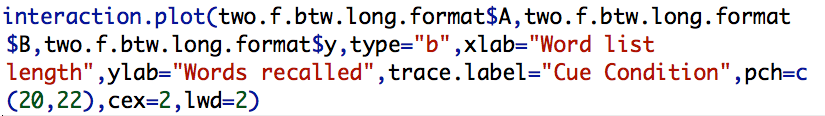 interaction.plot(two.f.btw.long.format$A,two.f.btw.long.format
$B,two.f.btw.long.format$y,type="b",xlab="Word list
length",ylab="Words recalled",trace.label="Cue Condition",pch=c
(20,22),cex=2,lwd=2)